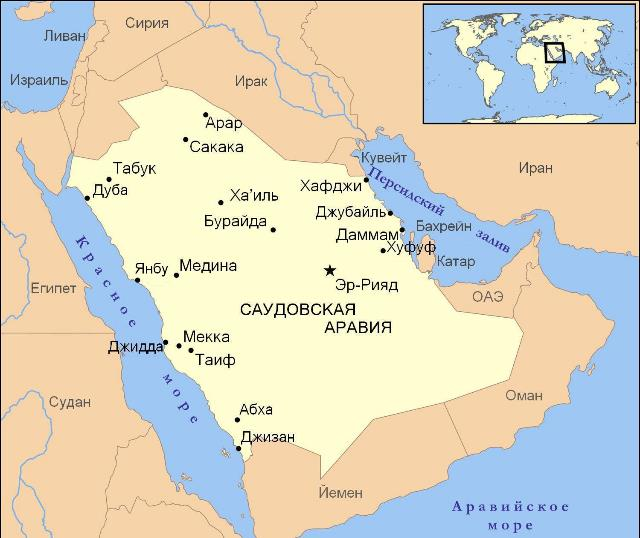 Ливан
Сирия
Израиль
Ирак
Иран
Арар
Сакака
Кувейт
Табук
Дуба
Ха'иль
Хафджи
Персидский
залив
Бурайда
Джубайль
Даммам
Бахрейн
Хуфуф
Катар
Янбу
Медина
Эр-Рияд
ОАЭ
Египет
Красное
море
САУДОВСКАЯ
АРАВИЯ
Джидда
Мекка
Таиф
Судан
Абха
Оман
Джизан
Йемен
Аравийское
море